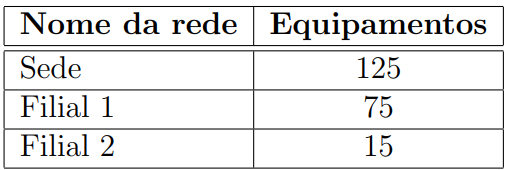 Nome da rede Equipamentos
Sede 125
Filial 1 75
Filial 2 15